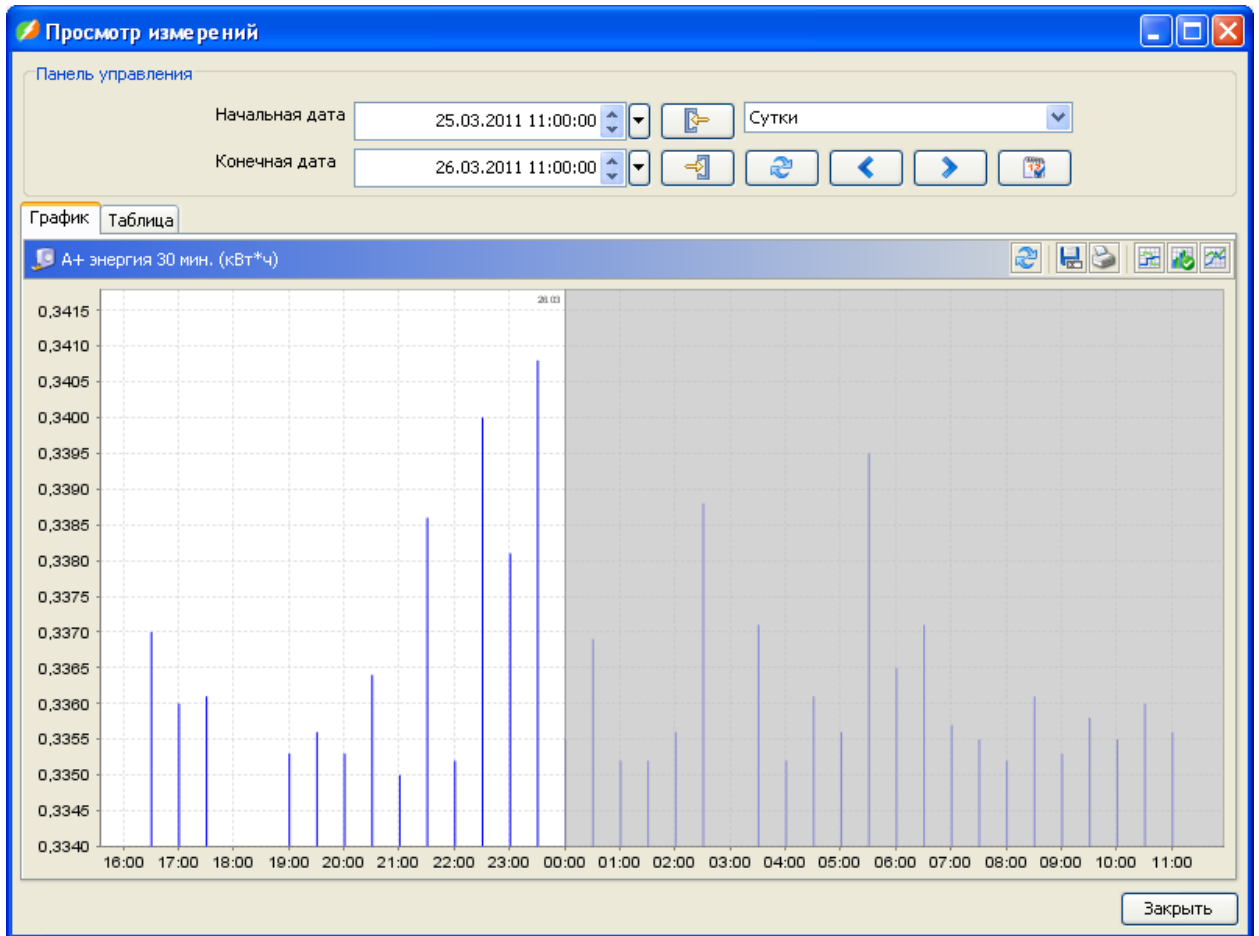 Просмотр измерений
Панель управления
Начальная дата 25.03.2011 11:00:00 Сутки
Конечная дата 26.03.2011 11:00:00 12
График Таблица
А+ энергия 30 мин. (кВт*ч)
26.03
0,3415
0,3410
0,3405
0,3400
0,3395
0,3390
0,3385
0,3380
0,3375
0,3370
0,3365
0,3360
0,3355
0,3350
0,3345
0,3340
16:00 17:00 18:00 19:00 20:00 21:00 22:00 23:00 00:00 01:00 02:00 03:00 04:00 05:00 06:00 07:00 08:00 09:00 10:00 11:00
Закрыть